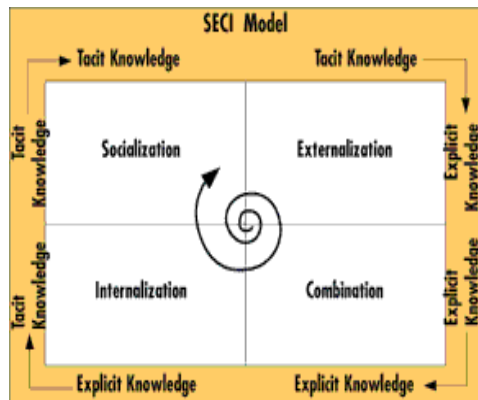 SECI Model
Tacit Knowledge
Tacit Knowledge
Tacit
Knowledge
Socialization
Externalization
Explicit
Knowledge
Tacit
Knowledge
Internalization
Combination
Explicit
Knowledge
Explicit Knowledge
Explicit Knowledge